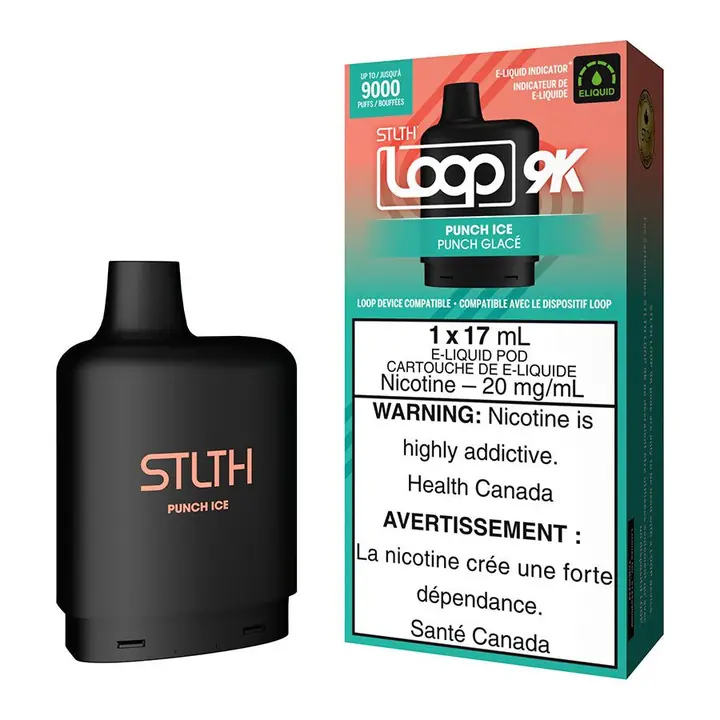 STLTH
PUNCH ICE
UP TO / JUSQU'À
9000
PUFFS / BOUFFÉES
E-LIQUID INDICATOR*
INDICATEUR DE
E-LIQUIDE
ELIQUID
STLTH
LOOP 9K
PUNCH ICE
PUNCH GLACÉ
LOOP DEVICE COMPATIBLE • COMPATIBLE AVEC LE DISPOSITIF LOOP
1 x 17 mL
E-LIQUID POD
CARTOUCHE DE E-LIQUIDE
Nicotine – 20 mg/mL
WARNING: Nicotine is
highly addictive.
Health Canada
AVERTISSEMENT :
La nicotine crée une forte
dépendance.
Santé Canada